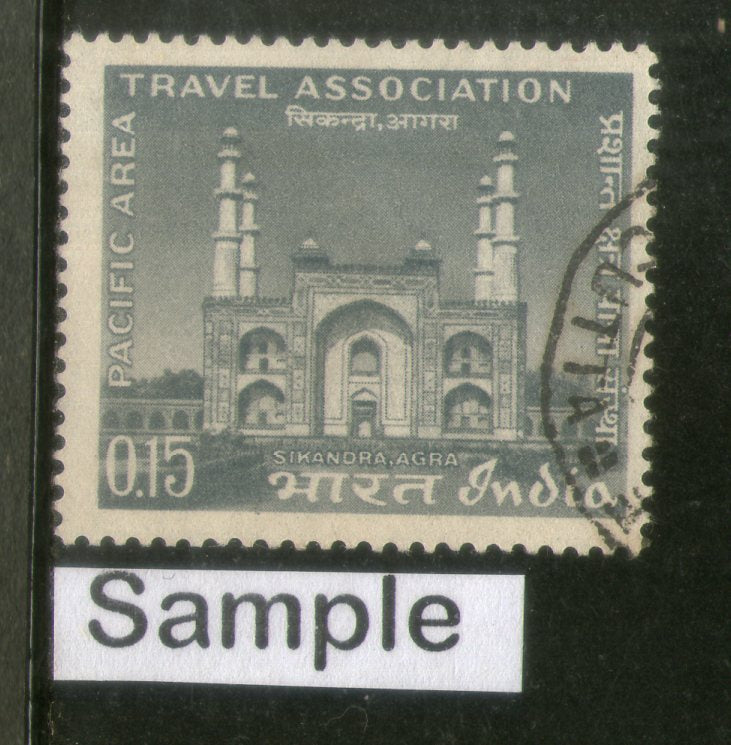 TRAVEL ASSOCIATION
सिकन्द्रा, आगरा
PACIFIC AREA
0.15
SIKANDRA, AGRA
भारत India
Sample